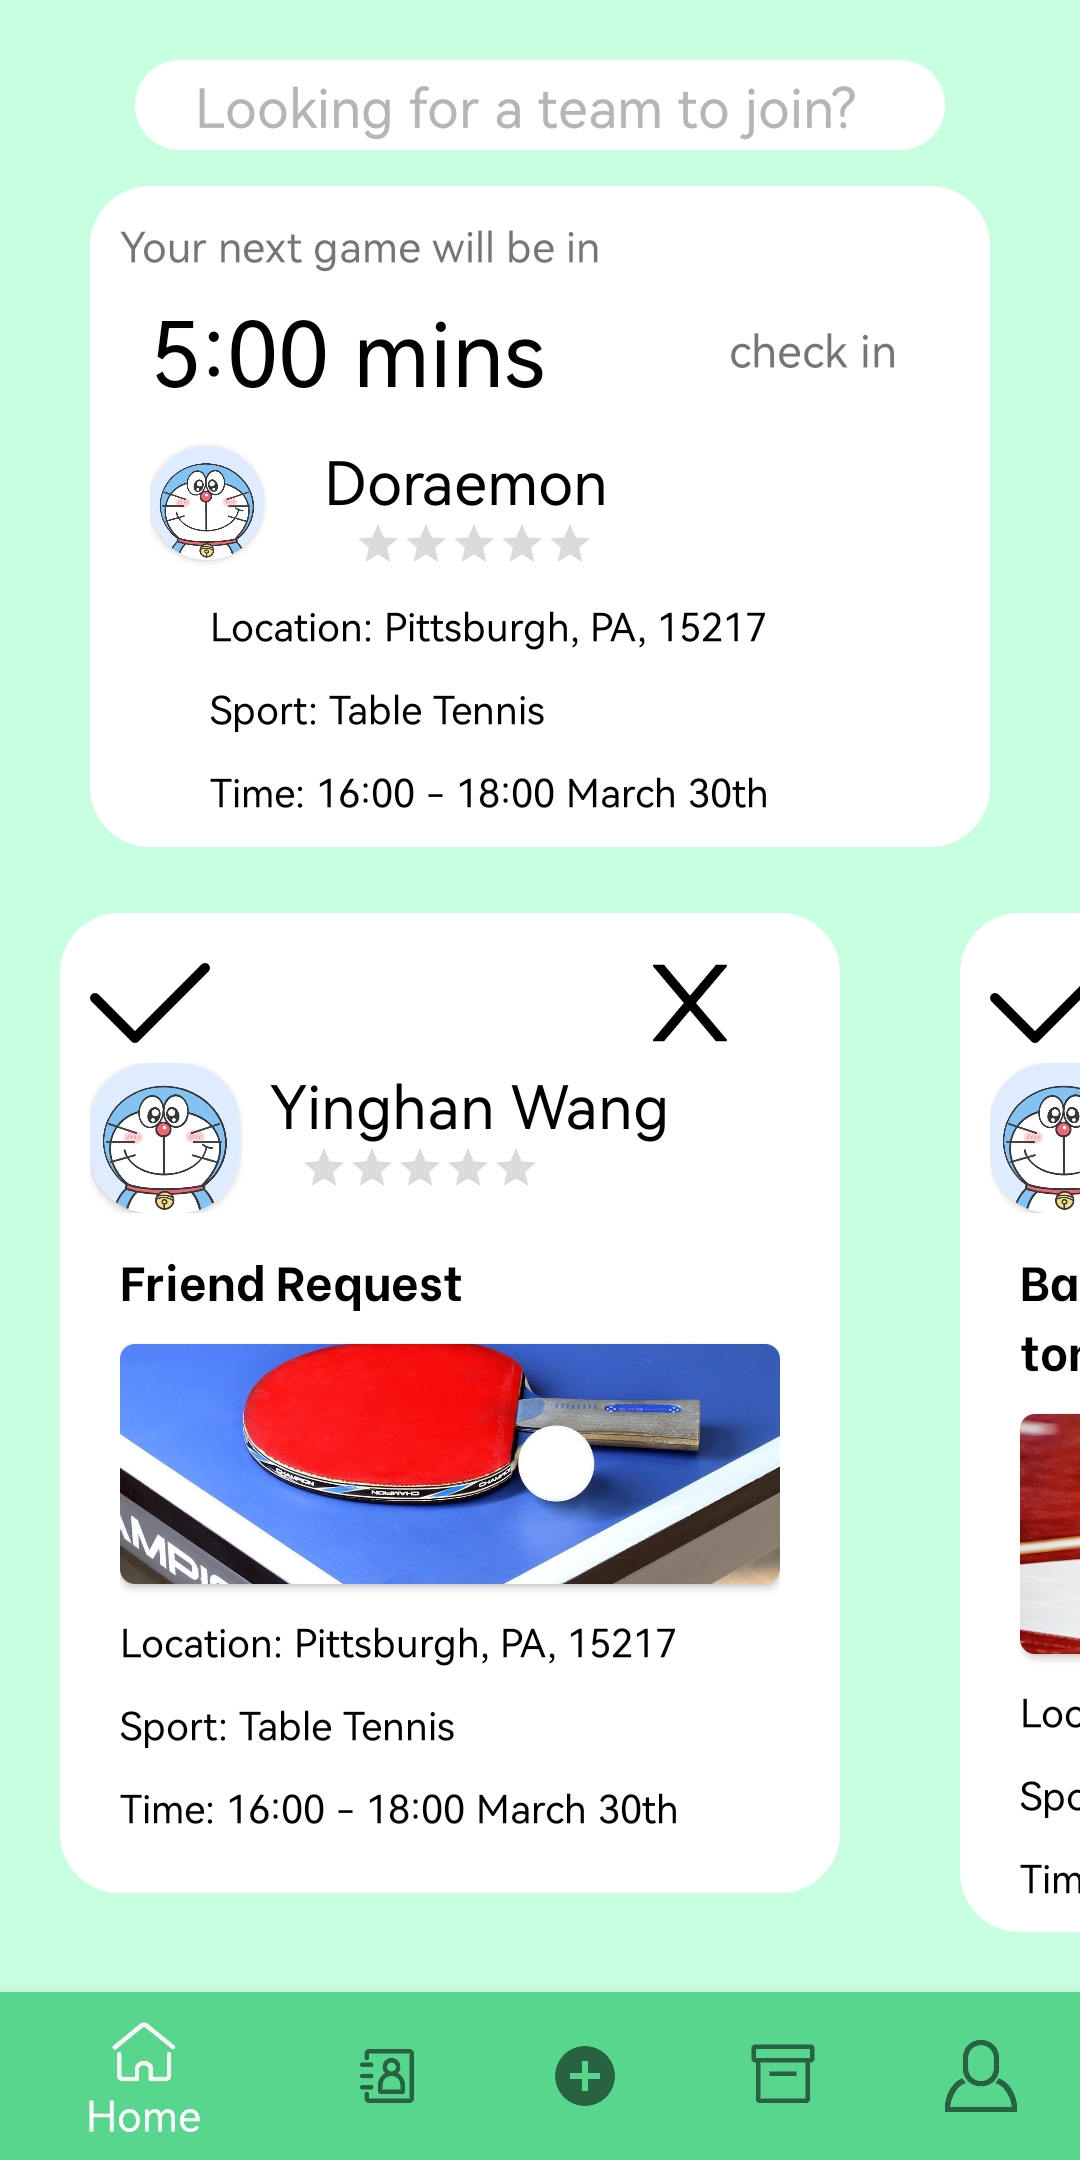 Looking for a team to join?
Your next game will be in
5:00 mins
check in
Doraemon
Location: Pittsburgh, PA, 15217
Sport: Table Tennis
Time: 16:00 - 18:00 March 30th
Yinghan Wang
Friend Request
CHAMPION
Location: Pittsburgh, PA, 15217
Sport: Table Tennis
Time: 16:00 - 18:00 March 30th
Ba
ton
Loc
Spo
Tim
Home